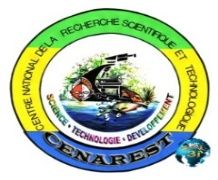 CENTRE NATIONAL DE LA RECHERCHE SCIENTIFIQUE ET TECHNOLOGIQUE
SCIENCE • TECHNOLOGIE • DEVELOPPEMENT
CENAREST